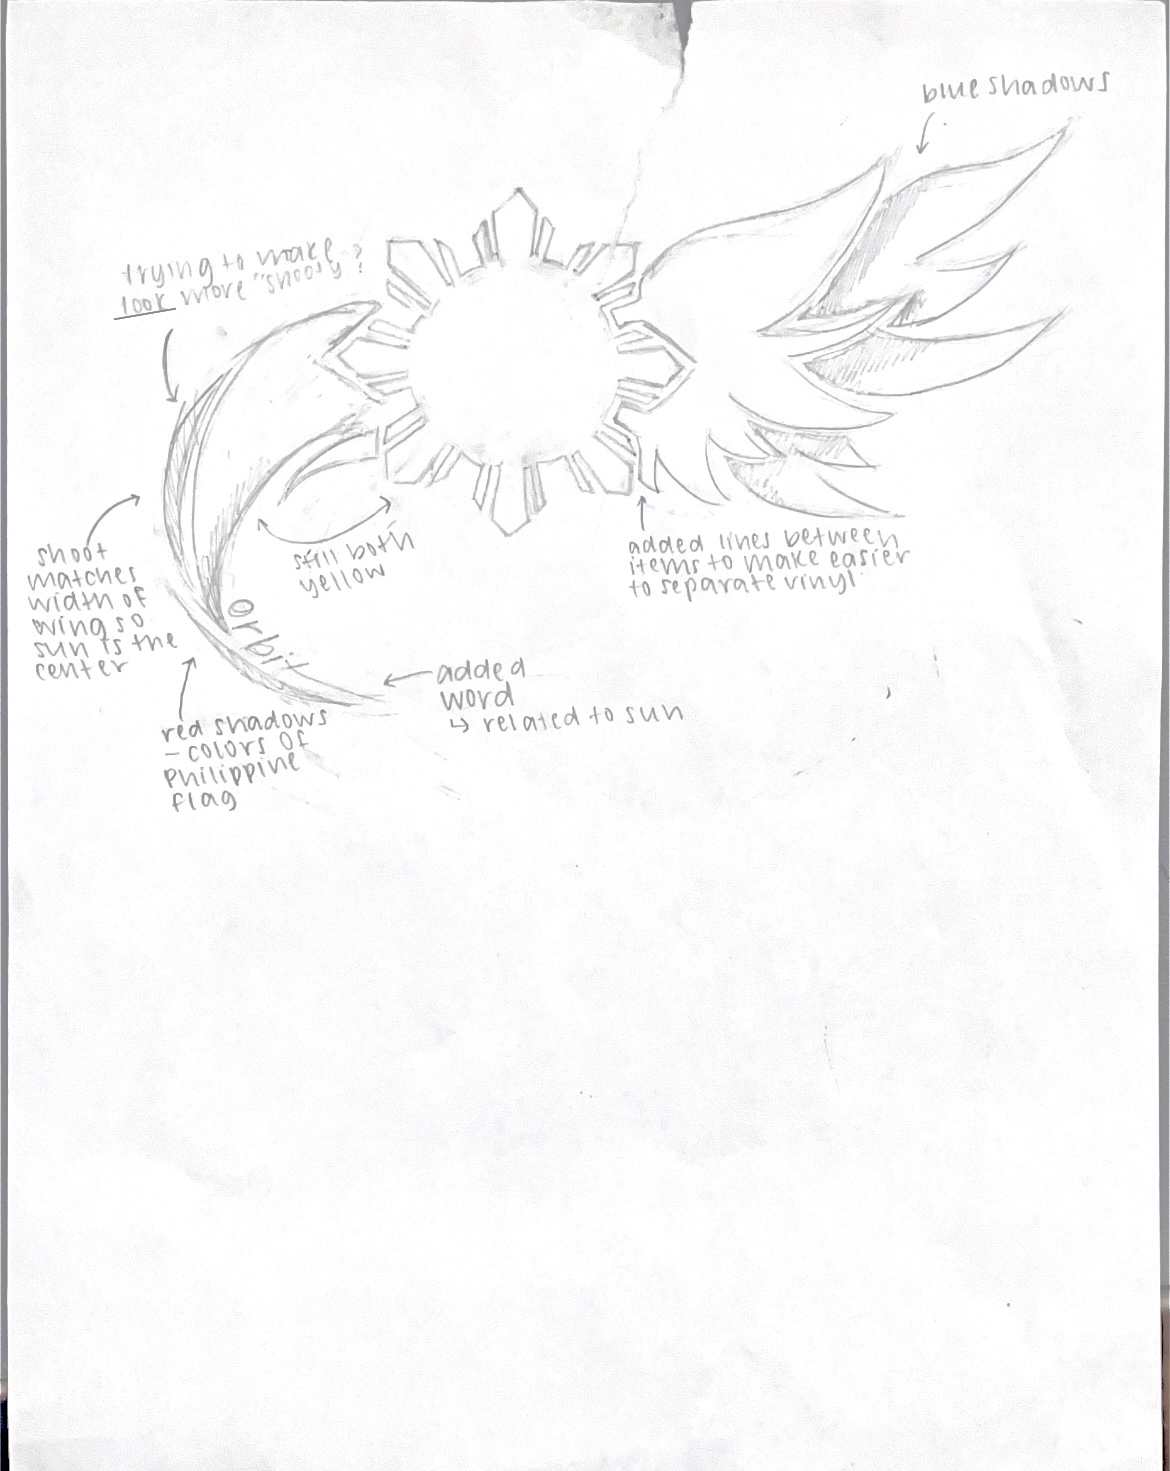 blue shadows
trying to make
look more "shooty"?
shoot
matches
width of
wing so
sun is the
center
still both
yellow
added lines between
items to make easier
to separate vinyl
orbit
added
word
↳ related to sun
red shadows
- colors of
Philippine
flag